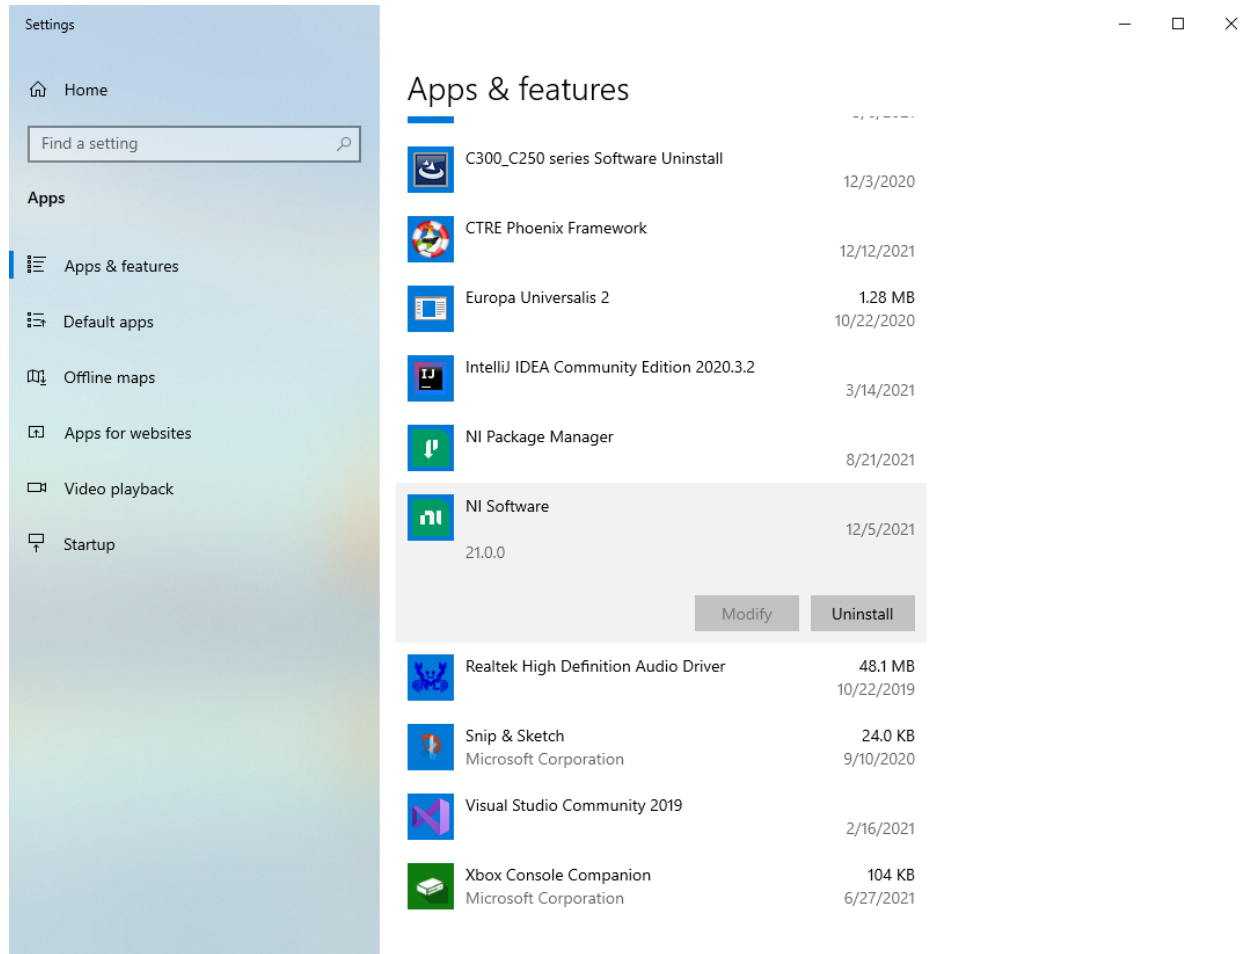 Settings
Home
Find a setting
Apps
Apps & features
Default apps
Offline maps
Apps for websites
Video playback
Startup
Apps & features
C300_C250 series Software Uninstall
12/3/2020
CTRE Phoenix Framework
12/12/2021
Europa Universalis 2
1.28 MB
10/22/2020
IntelliJ IDEA Community Edition 2020.3.2
3/14/2021
NI Package Manager
8/21/2021
NI Software
12/5/2021
21.0.0
Modify
Uninstall
Realtek High Definition Audio Driver
48.1 MB
10/22/2019
Snip & Sketch
24.0 KB
Microsoft Corporation
9/10/2020
Visual Studio Community 2019
2/16/2021
Xbox Console Companion
104 KB
Microsoft Corporation
6/27/2021